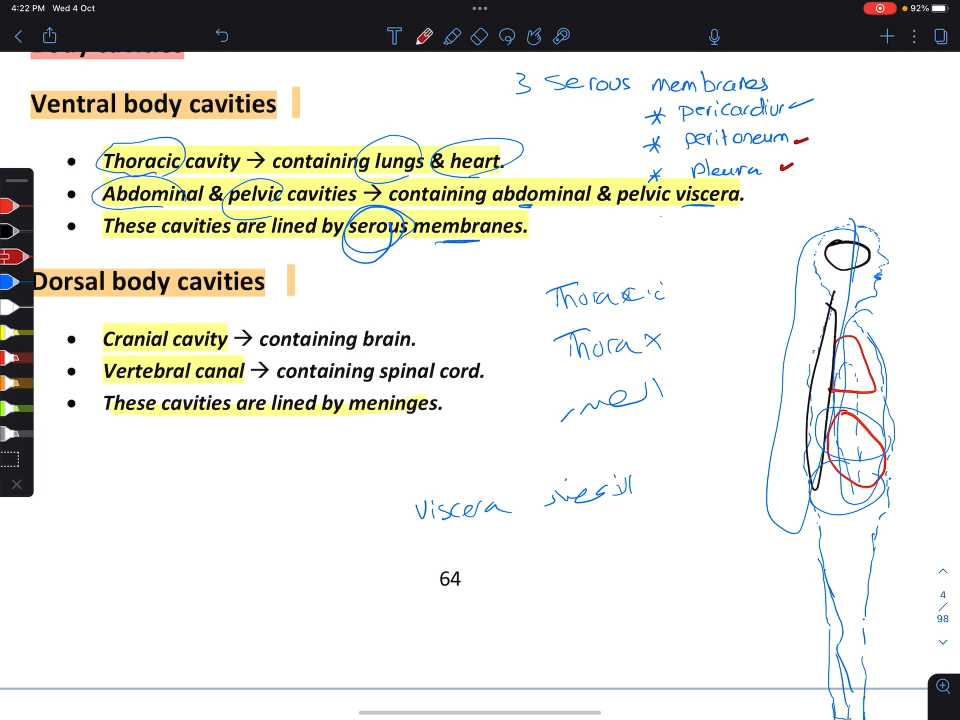 4:22 PM Wed 4 Oct
92%
Ventral body cavities
3 Serous membranes
* pericardium
* peritoneum
* pleura
• Thoracic cavity → containing lungs & heart.
• Abdominal & pelvic cavities → containing abdominal & pelvic viscera.
• These cavities are lined by serous membranes.
Dorsal body cavities
• Cranial cavity → containing brain.
• Vertebral canal → containing spinal cord.
• These cavities are lined by meninges.
Thoracic
Thorax
الصدر
viscera الأعضاء
64
4
/
98